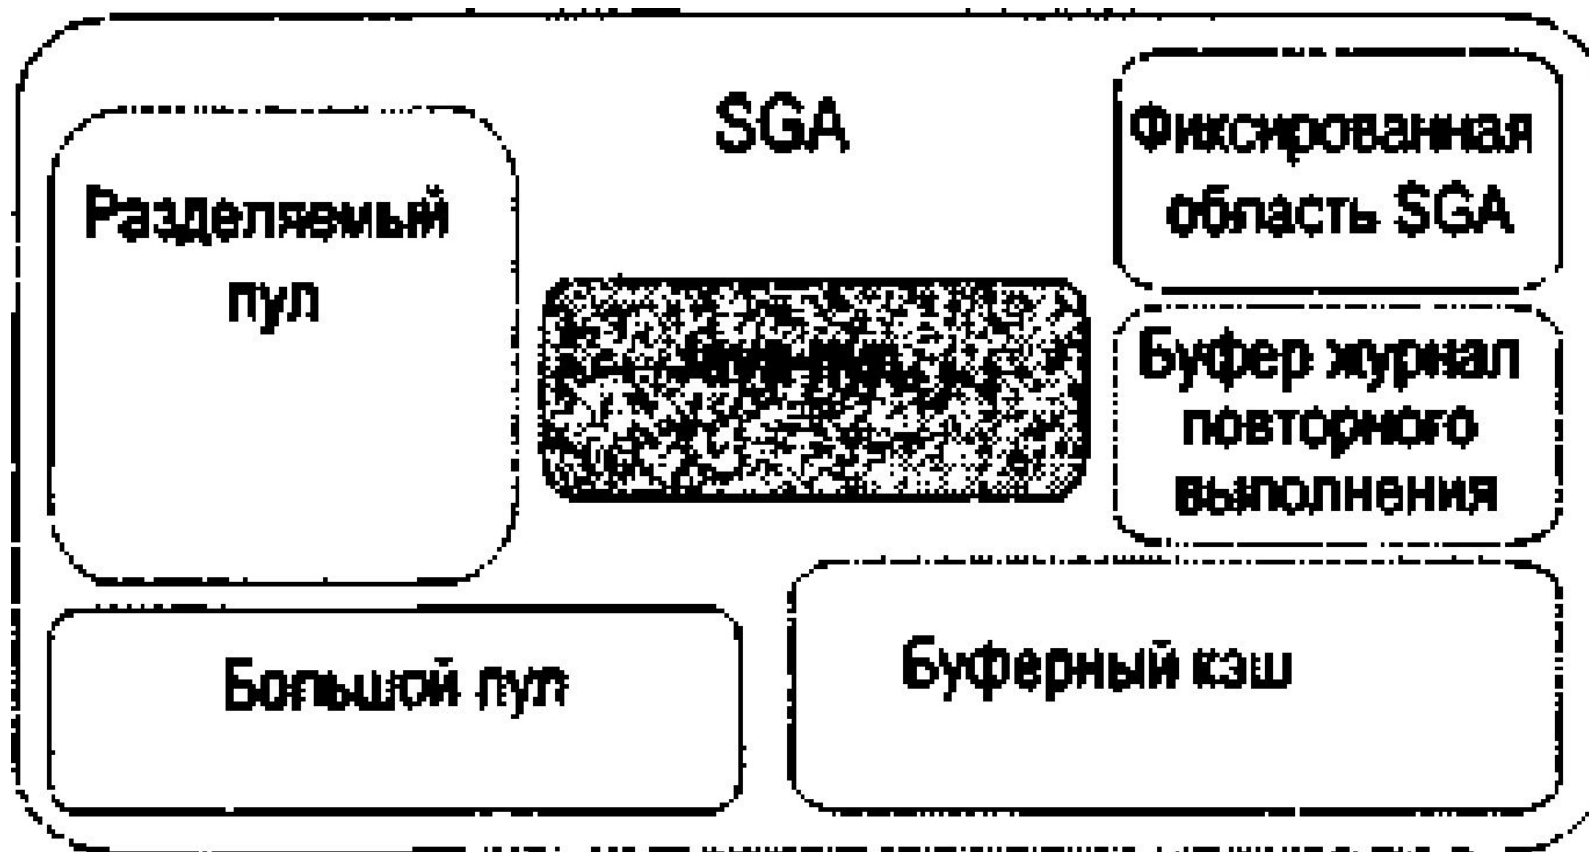 SGA
Разделяемый
пул
Фиксированная
область SGA
Буфер журнал
повторного
выполнения
Большой пул
Буферный кэш